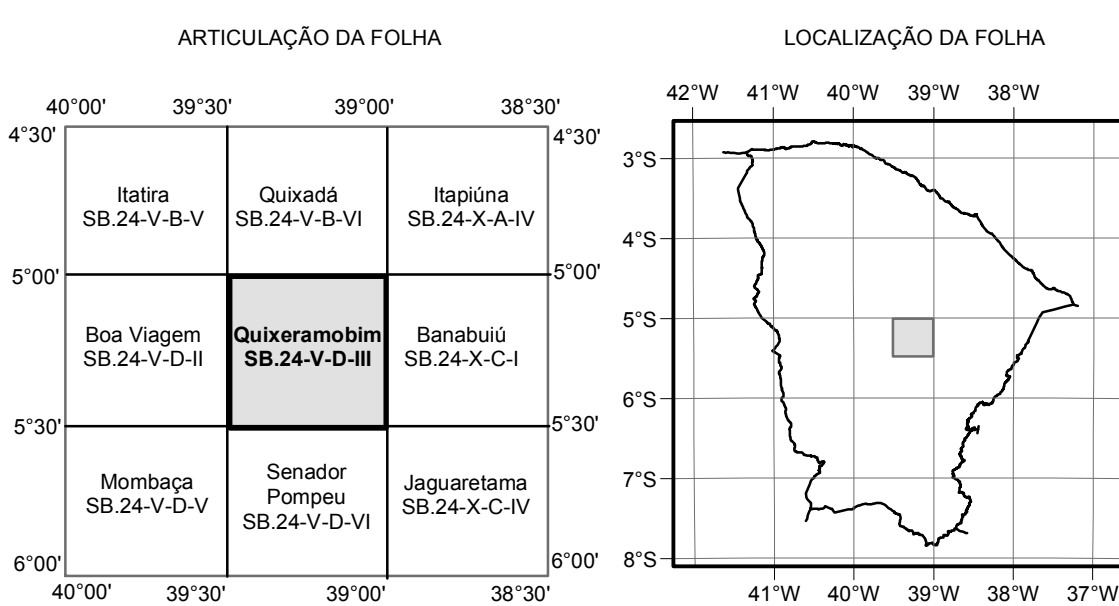 ARTICULAÇÃO DA FOLHA
40°00' 39°30' 39°00' 38°30'
4°30' 4°30'
Itatira
SB.24-V-B-V
Quixadá
SB.24-V-B-VI
Itapiúna
SB.24-X-A-IV
5°00' 5°00'
Boa Viagem
SB.24-V-D-II
Quixeramobim
SB.24-V-D-III
Banabuiú
SB.24-X-C-I
5°30' 5°30'
Mombaça
SB.24-V-D-V
Senador
Pompeu
SB.24-V-D-VI
Jaguaretama
SB.24-X-C-IV
6°00' 6°00'
40°00' 39°30' 39°00' 38°30'
LOCALIZAÇÃO DA FOLHA
42°W 41°W 40°W 39°W 38°W
3°S
4°S
5°S
6°S
7°S
8°S
41°W 40°W 39°W 38°W 37°W